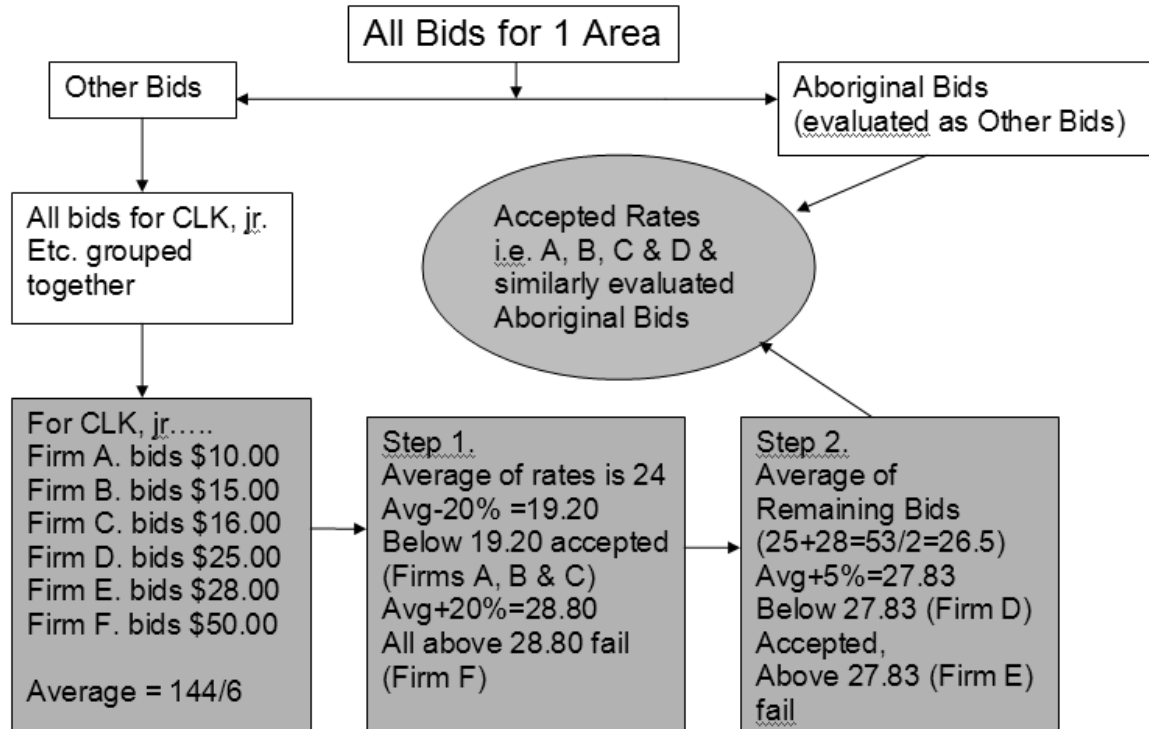 All Bids for 1 Area
Other Bids
Aboriginal Bids
(evaluated as Other Bids)
All bids for CLK, jr.
Etc. grouped
together
Accepted Rates
i.e. A, B, C & D &
similarly evaluated
Aboriginal Bids
For CLK, jr.....
Firm A. bids $10.00
Firm B. bids $15.00
Firm C. bids $16.00
Firm D. bids $25.00
Firm E. bids $28.00
Firm F. bids $50.00
Average = 144/6
Step 1.
Average of rates is 24
Avg-20% =19.20
Below 19.20 accepted
(Firms A, B & C)
Avg+20%=28.80
All above 28.80 fail
(Firm F)
Step 2.
Average of
Remaining Bids
(25+28=53/2=26.5)
Avg+5%=27.83
Below 27.83 (Firm D)
Accepted,
Above 27.83 (Firm E)
fail